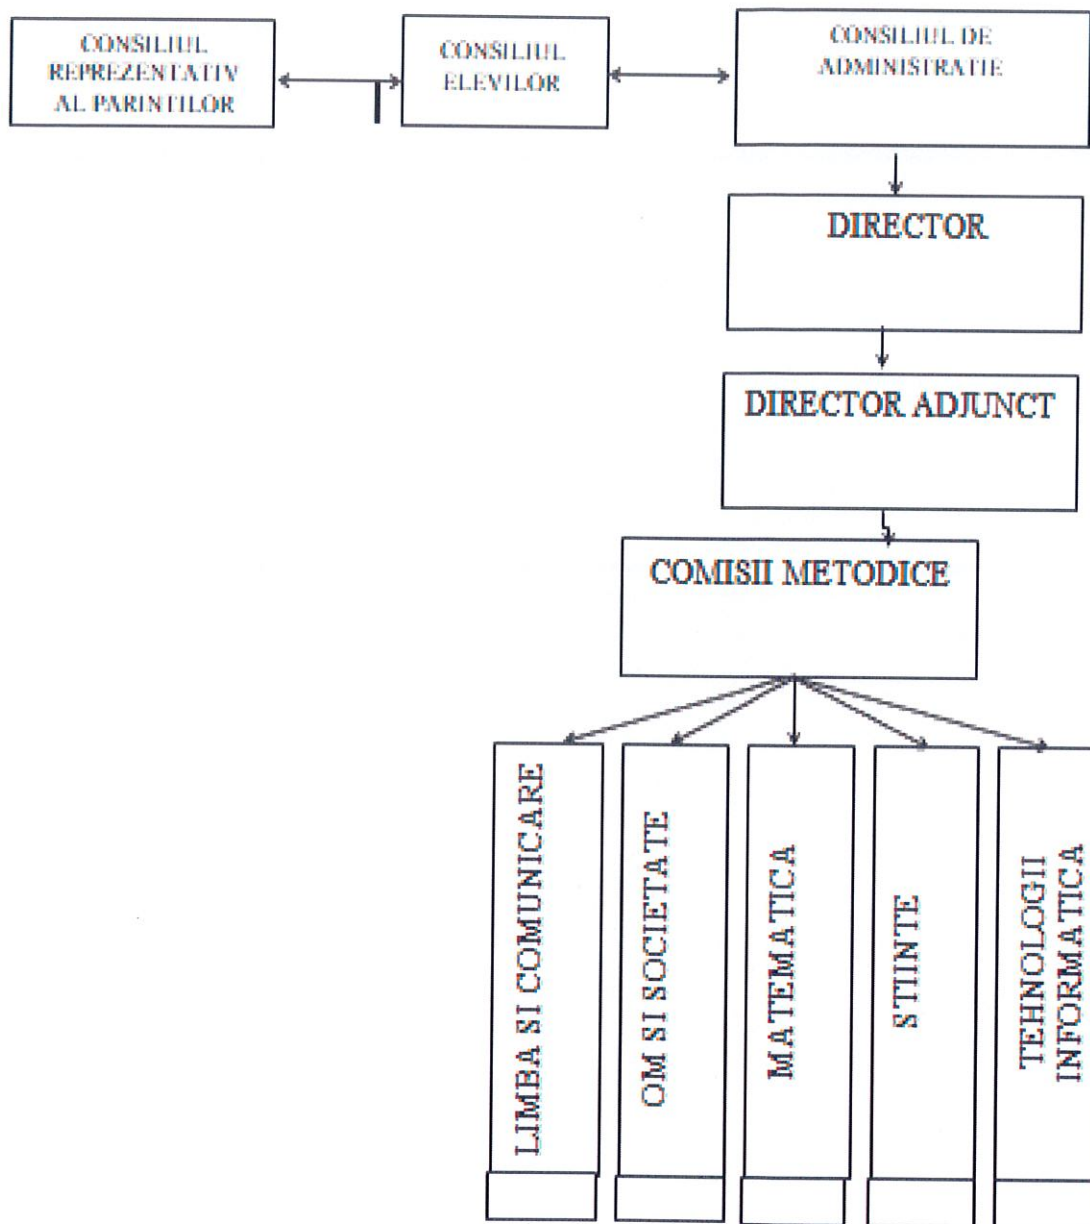 CONSILIUL
REPREZENTATIV
AL PARINTILOR
CONSILIUL
ELEVILOR
CONSILIUL DE
ADMINISTRATIE
DIRECTOR
DIRECTOR ADJUNCT
COMISII METODICE
LIMBA SI COMUNICARE
OM SI SOCIETATE
MATEMATICA
STIINTE
TEHNOLOGII
INFORMATICA